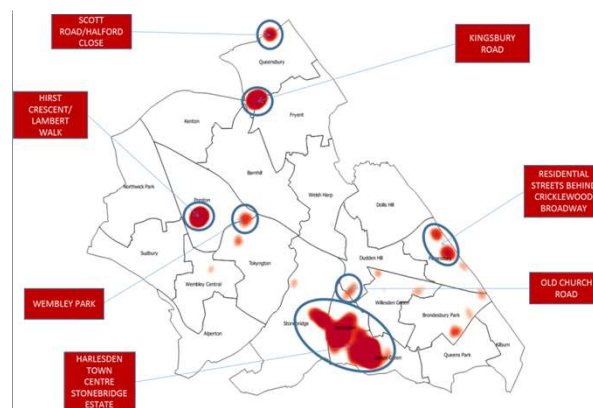 SCOTT
ROAD/HALFORD
CLOSE
KINGSBURY
ROAD
Queensbury
HIRST
CRESCENT/
LAMBERT
WALK
Kenton
Fryent
Barnhill
Northwick Park
Preston
Welsh Harp
Dollis Hill
RESIDENTIAL
STREETS BEHIND
CRICKLEWOOD
BROADWAY
Sudbury
Tokyngton
Dudden Hill
Wembley Central
WEMBLEY PARK
Willesden Green
OLD CHURCH
ROAD
Brondesbury Park
Alperton
Stonebridge
Queens Park
Kilburn
HARLESDEN
TOWN
CENTRE
STONEBRIDGE
ESTATE